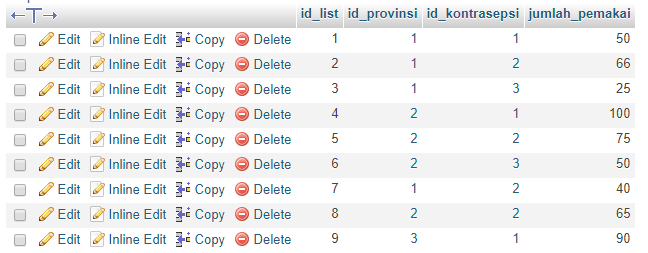 id_list id_provinsi id_kontrasepsi jumlah_pemakai
Edit Inline Edit Copy Delete 1 1 1 50
Edit Inline Edit Copy Delete 2 1 2 66
Edit Inline Edit Copy Delete 3 1 3 25
Edit Inline Edit Copy Delete 4 2 1 100
Edit Inline Edit Copy Delete 5 2 2 75
Edit Inline Edit Copy Delete 6 2 3 50
Edit Inline Edit Copy Delete 7 1 2 40
Edit Inline Edit Copy Delete 8 2 2 65
Edit Inline Edit Copy Delete 9 3 1 90